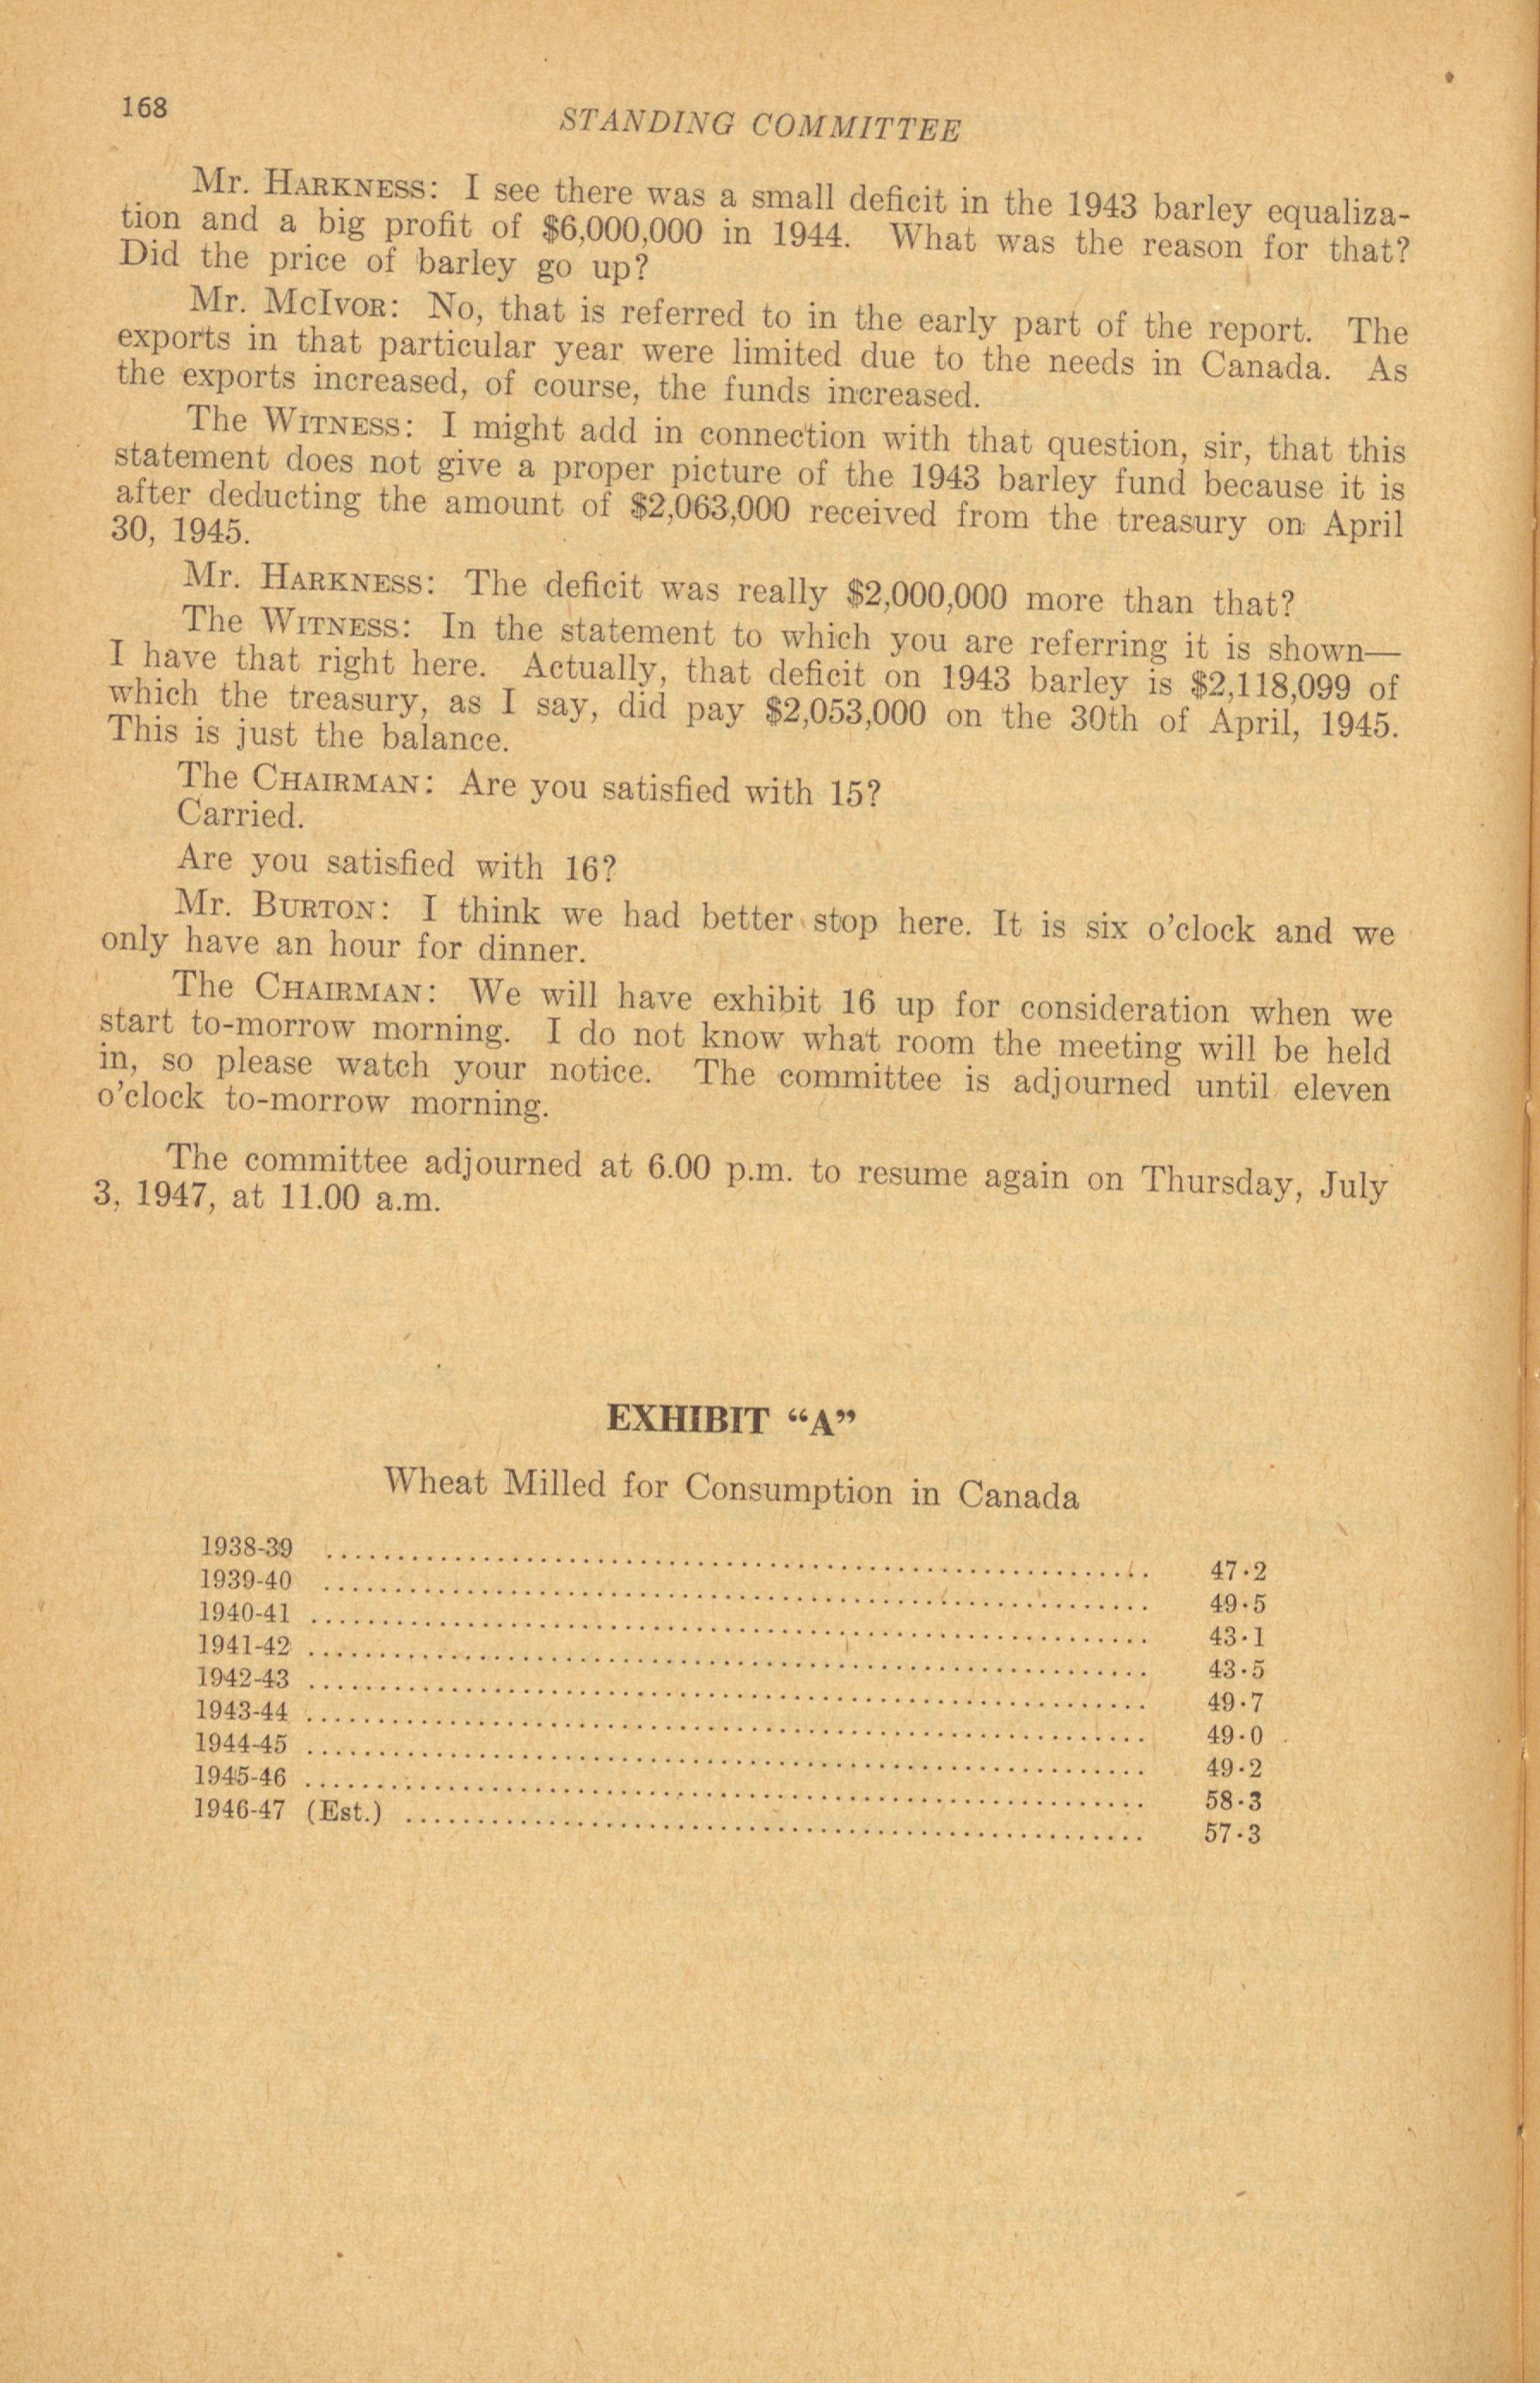 168
STANDING COMMITTEE
Mr. HARKNESS: I see there was a small deficit in the 1943 barley equaliza-
tion and a big profit of $6,000,000 in 1944. What was the reason for that?
Did the price of barley go up?
Mr. McIVOR: No, that is referred to in the early part of the report. The
exports in that particular year were limited due to the needs in Canada. As
the exports increased, of course, the funds increased.
The WITNESS: I might add in connection with that question, sir, that this
statement does not give a proper picture of the 1943 barley fund because it is
after deducting the amount of $2,063,000 received from the treasury on April
30, 1945.
Mr. HARKNESS: The deficit was really $2,000,000 more than that?
The WITNESS: In the statement to which you are referring it is shown—
I have that right here. Actually, that deficit on 1943 barley is $2,118,099 of
which the treasury, as I say, did pay $2,053,000 on the 30th of April, 1945.
This is just the balance.
The CHAIRMAN: Are you satisfied with 15?
Carried.
Are you satisfied with 16?
Mr. BURTON: I think we had better stop here. It is six o'clock and we
only have an hour for dinner.
The CHAIRMAN: We will have exhibit 16 up for consideration when we
start to-morrow morning. I do not know what room the meeting will be held
in, so please watch your notice. The committee is adjourned until eleven
o'clock to-morrow morning.
The committee adjourned at 6.00 p.m. to resume again on Thursday, July
3, 1947, at 11.00 a.m.
EXHIBIT “A”
Wheat Milled for Consumption in Canada
1938-39 ........ 47·2
1939-40 ........ 49·5
1940-41 ........ 43·1
1941-42 ........ 43·5
1942-43 ........ 49·7
1943-44 ........ 49·0
1944-45 ........ 49·2
1945-46 ........ 58·3
1946-47 (Est.) ........ 57·3